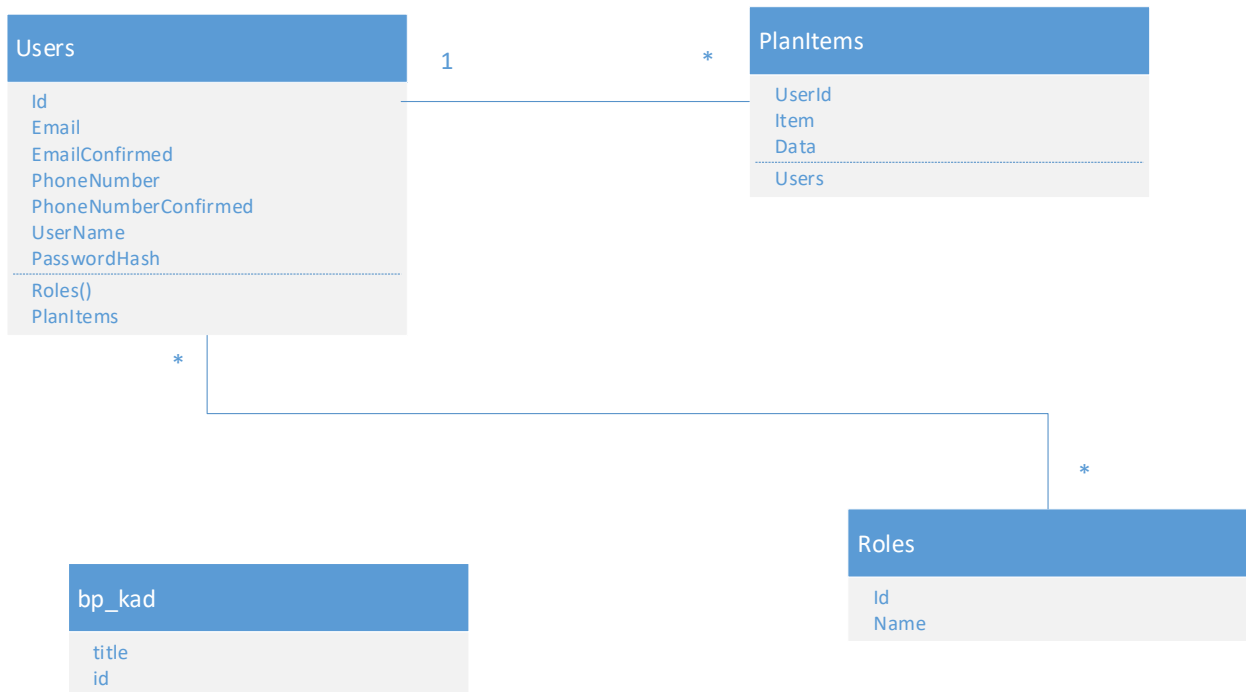 Users
Id
Email
EmailConfirmed
PhoneNumber
PhoneNumberConfirmed
UserName
PasswordHash
Roles()
PlanItems
1
*
PlanItems
UserId
Item
Data
Users
*
*
Roles
Id
Name
bp_kad
title
id